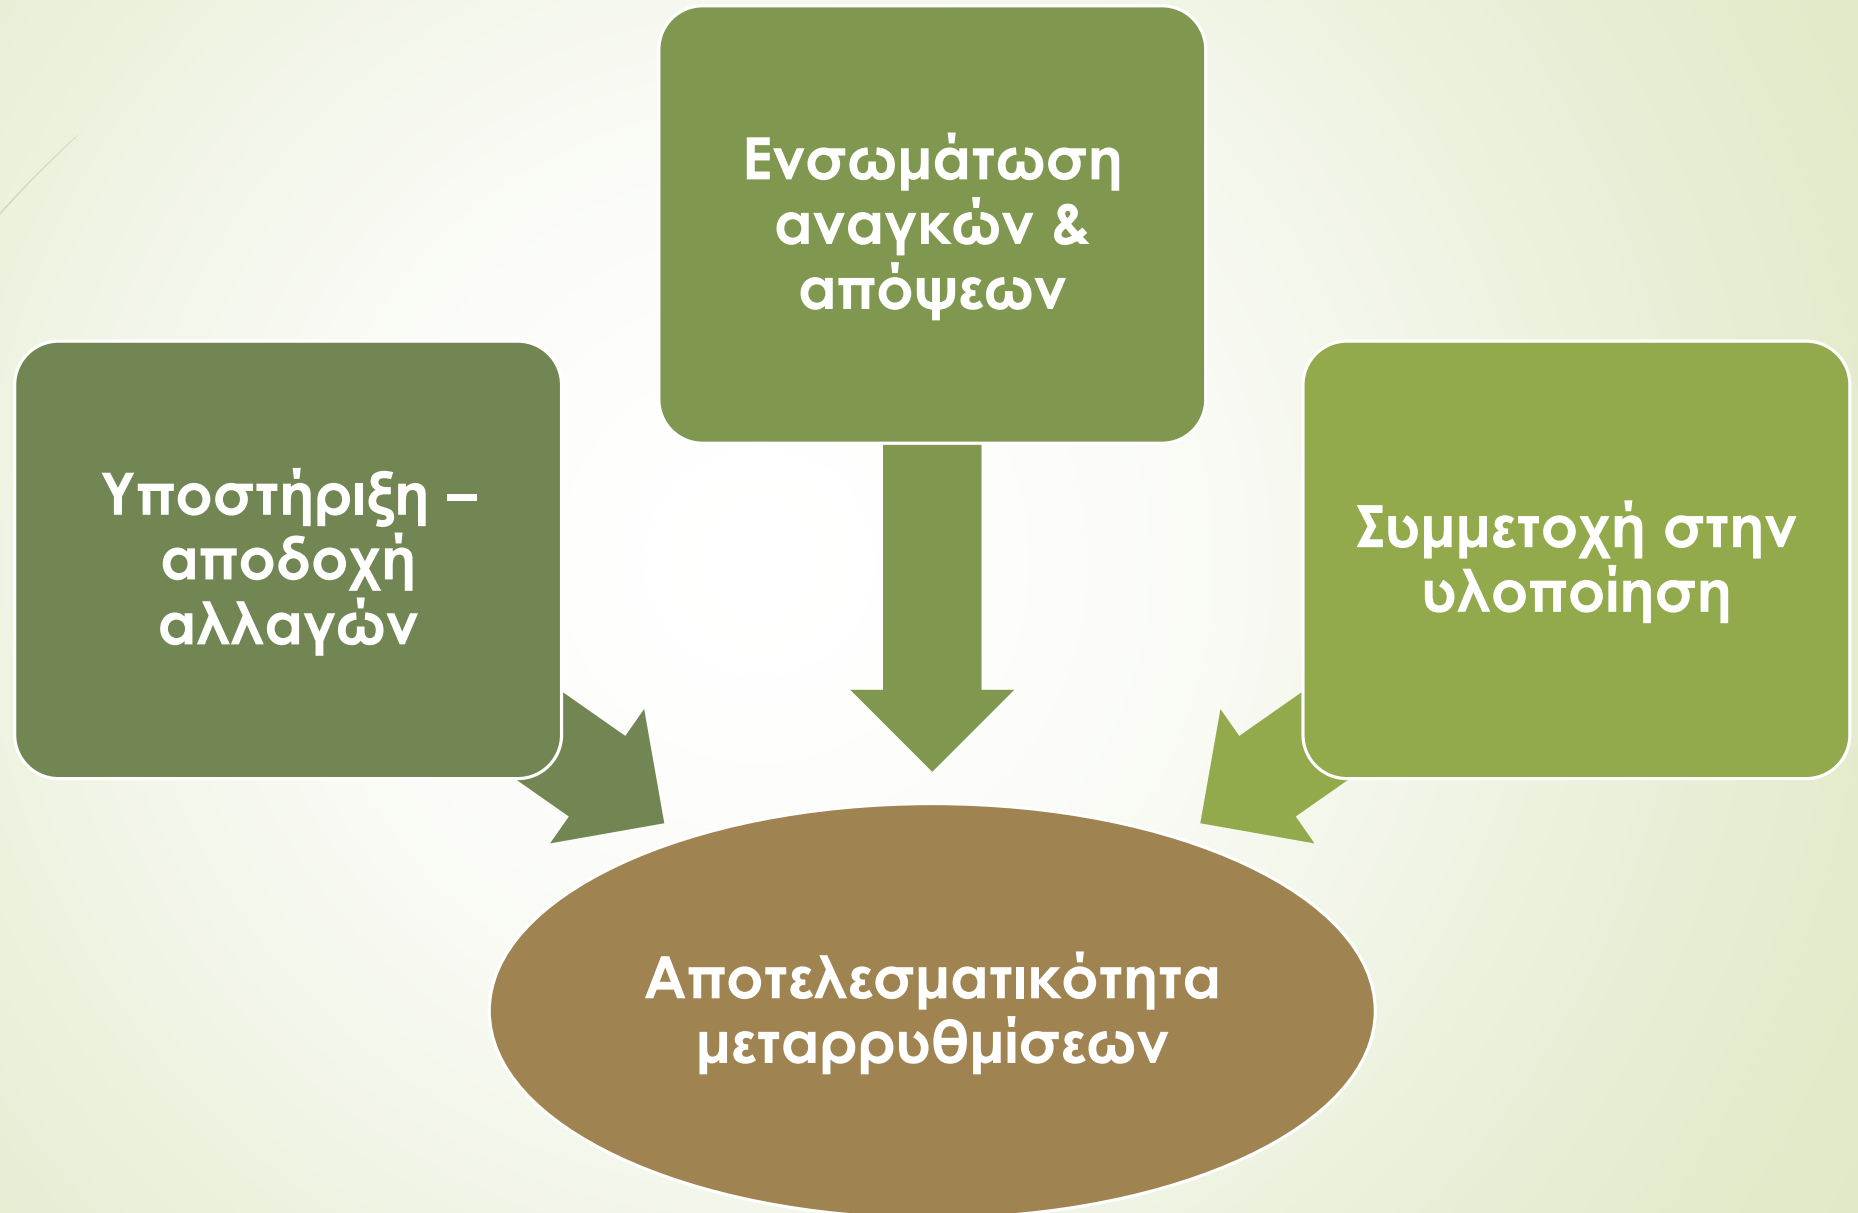 Ενσωμάτωση
αναγκών &
απόψεων
Υποστήριξη –
αποδοχή
αλλαγών
Συμμετοχή στην
υλοποίηση
Αποτελεσματικότητα
μεταρρυθμίσεων